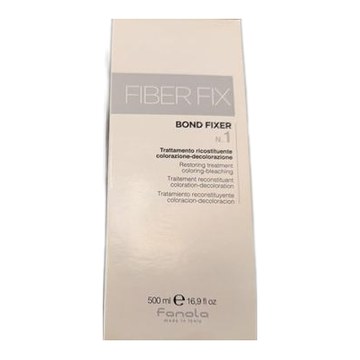 FIBER FIX
BOND FIXER
N.1
Trattamento ricostituente
colorazione-decolorazione
Restoring treatment
coloring-bleaching
Traitement reconstituant
coloration-decoloration
Tratamiento reconstituyente
coloracion-decoloracion
500 ml e 16,9 fl oz
Fanola
made in italy